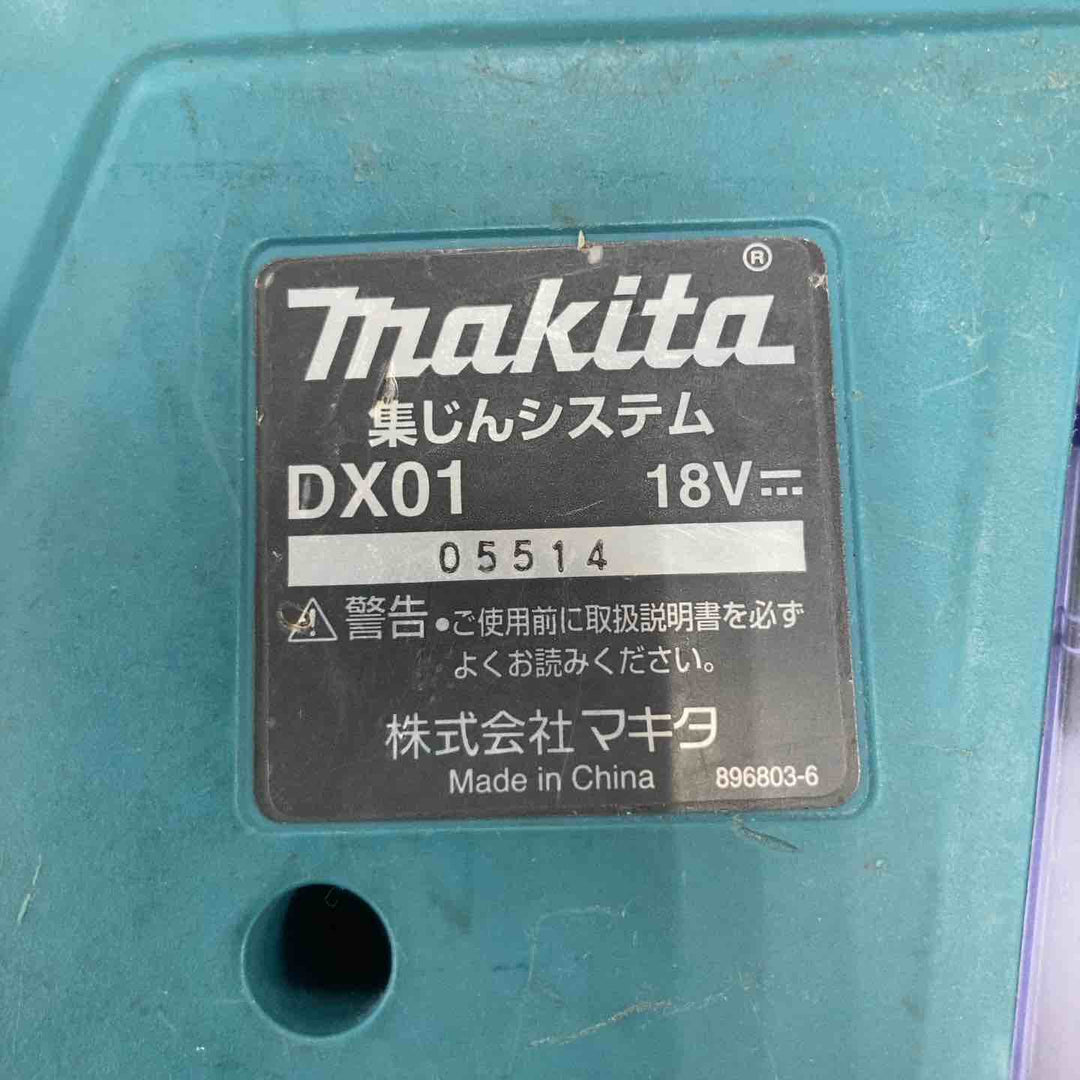 makita®
集じんシステム
DX01 18V⎓
05514
⚠警告 •ご使用前に取扱説明書を必ず
よくお読みください。
株式会社マキタ
Made in China 896803-6